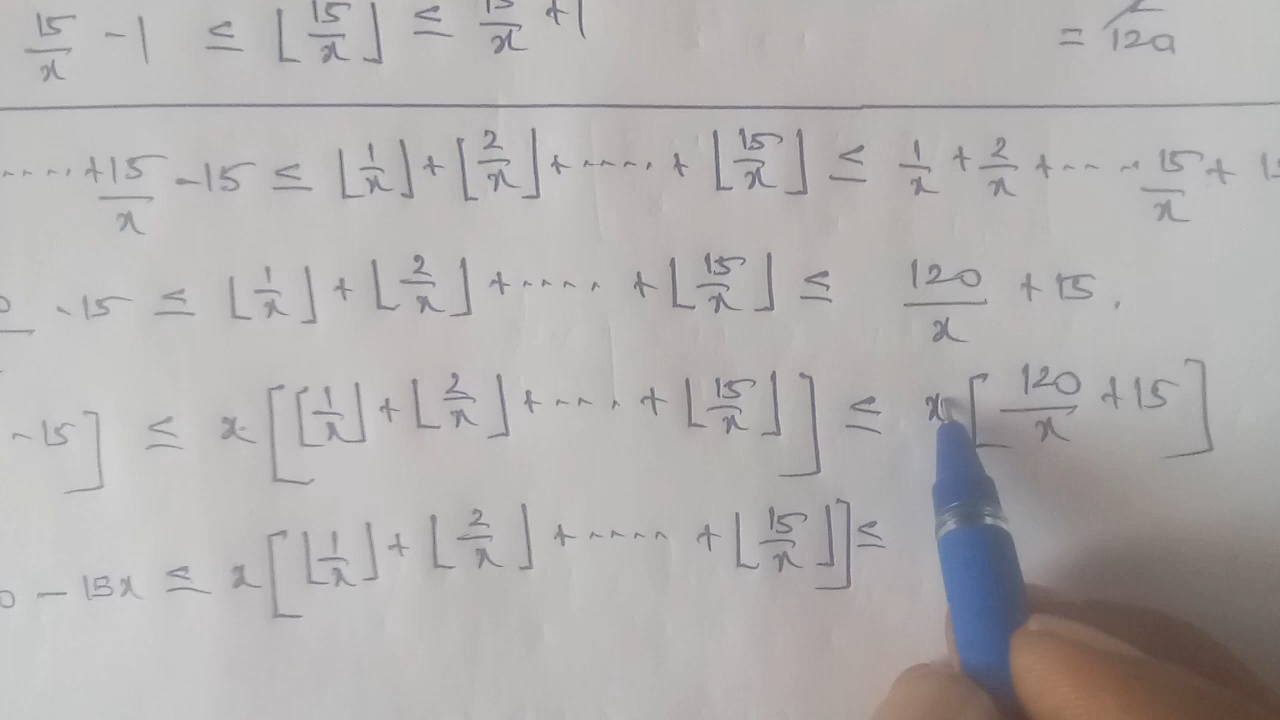 15/x - 1 ≤ ⌊15/x⌋ ≤ 15/x + 1
= 120
.....+ 15/x - 15 ≤ ⌊1/x⌋ + ⌊2/x⌋ + ..... + ⌊15/x⌋ ≤ 1/x + 2/x + .... 15/x + 15
- 15 ≤ ⌊1/x⌋ + ⌊2/x⌋ + ..... + ⌊15/x⌋ ≤ 120/x + 15.
- 15] ≤ x[⌊1/x⌋ + ⌊2/x⌋ + .... + ⌊15/x⌋] ≤ x[120/x + 15]
0 - 15x ≤ x[⌊1/x⌋ + ⌊2/x⌋ + ..... + ⌊15/x⌋] ≤